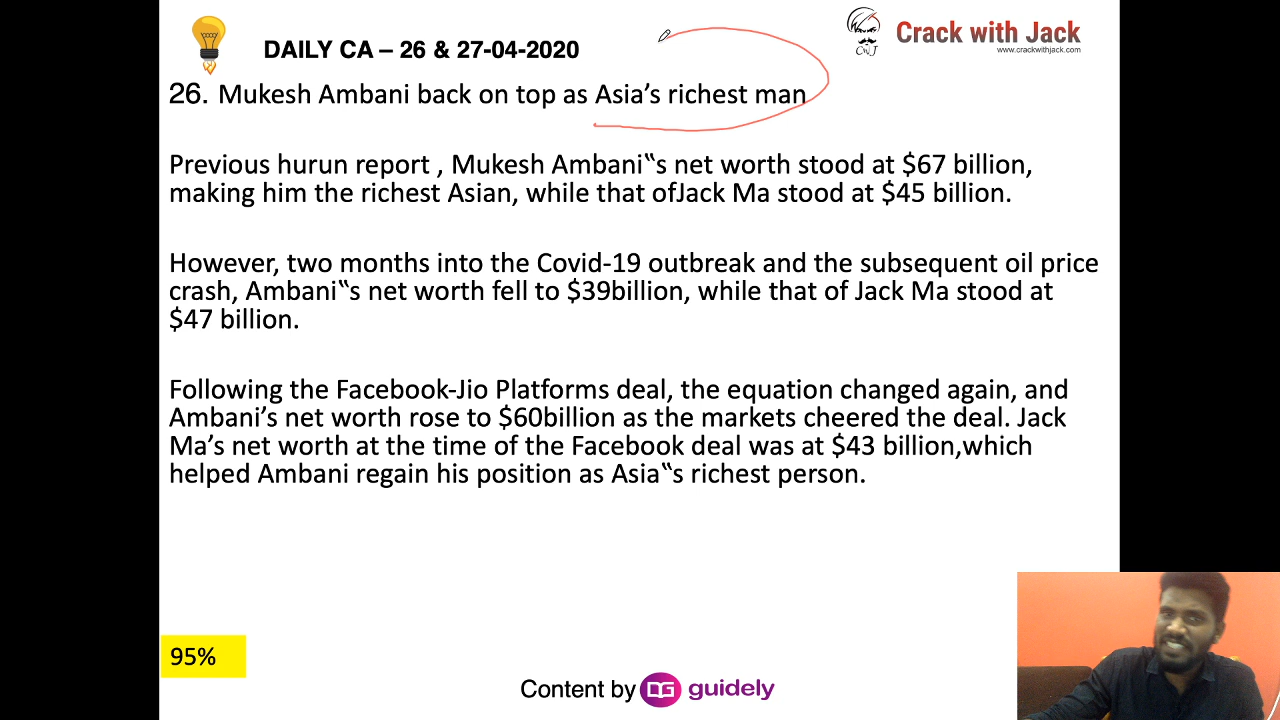 DAILY CA – 26 & 27-04-2020
Crack with Jack
www.crackwithjack.com
CwJ
26. Mukesh Ambani back on top as Asia’s richest man
Previous hurun report , Mukesh Ambani‟s net worth stood at $67 billion,
making him the richest Asian, while that ofJack Ma stood at $45 billion.
However, two months into the Covid-19 outbreak and the subsequent oil price
crash, Ambani‟s net worth fell to $39billion, while that of Jack Ma stood at
$47 billion.
Following the Facebook-Jio Platforms deal, the equation changed again, and
Ambani’s net worth rose to $60billion as the markets cheered the deal. Jack
Ma’s net worth at the time of the Facebook deal was at $43 billion,which
helped Ambani regain his position as Asia‟s richest person.
95%
Content by guidely